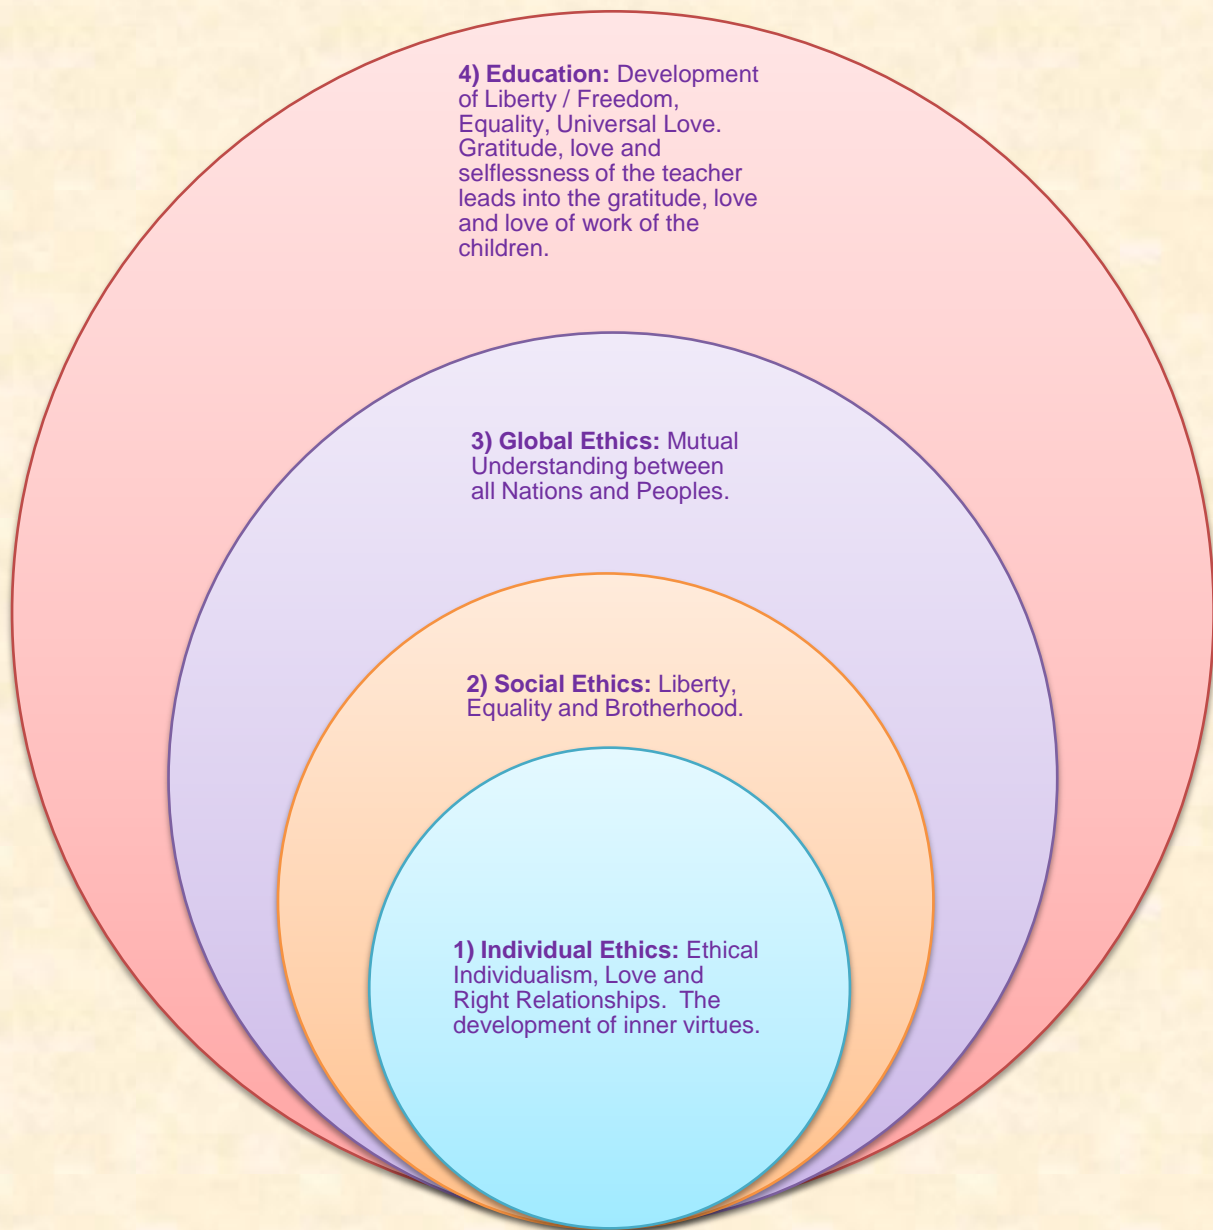 4) Education: Development
of Liberty / Freedom,
Equality, Universal Love.
Gratitude, love and
selflessness of the teacher
leads into the gratitude, love
and love of work of the
children.
3) Global Ethics: Mutual
Understanding between
all Nations and Peoples.
2) Social Ethics: Liberty,
Equality and Brotherhood.
1) Individual Ethics: Ethical
Individualism, Love and
Right Relationships.  The
development of inner virtues.